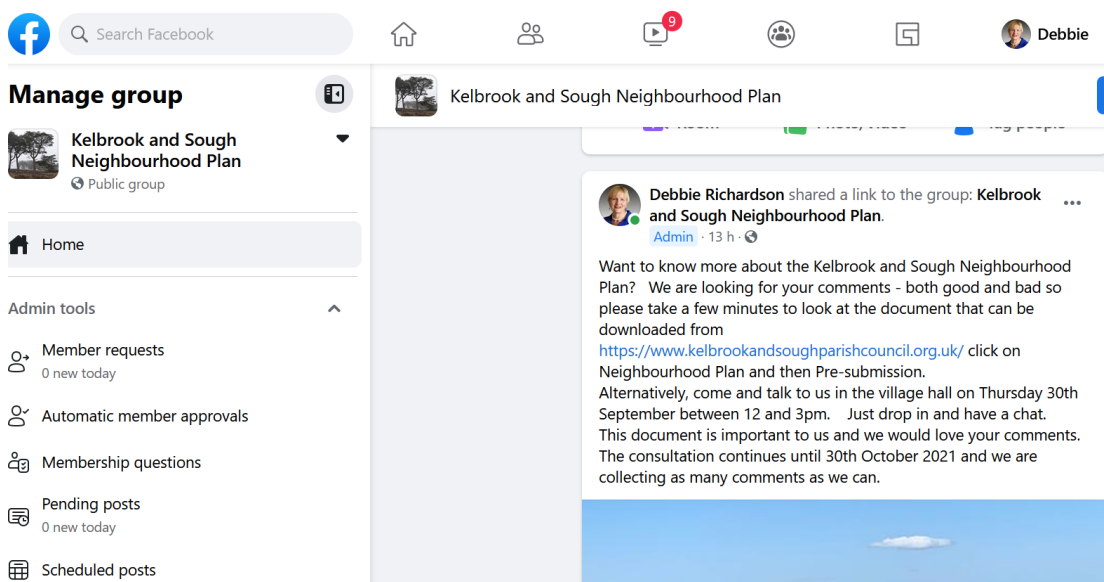 Search Facebook
9
Debbie
Manage group
Kelbrook and Sough
Neighbourhood Plan
Public group
Home
Admin tools
Member requests
0 new today
Automatic member approvals
Membership questions
Pending posts
0 new today
Scheduled posts
Kelbrook and Sough Neighbourhood Plan
Debbie Richardson shared a link to the group: Kelbrook
and Sough Neighbourhood Plan.
Admin · 13 h ·
Want to know more about the Kelbrook and Sough Neighbourhood
Plan?   We are looking for your comments - both good and bad so
please take a few minutes to look at the document that can be
downloaded from
https://www.kelbrookandsoughparishcouncil.org.uk/ click on
Neighbourhood Plan and then Pre-submission.
Alternatively, come and talk to us in the village hall on Thursday 30th
September between 12 and 3pm.   Just drop in and have a chat.
This document is important to us and we would love your comments.
The consultation continues until 30th October 2021 and we are
collecting as many comments as we can.